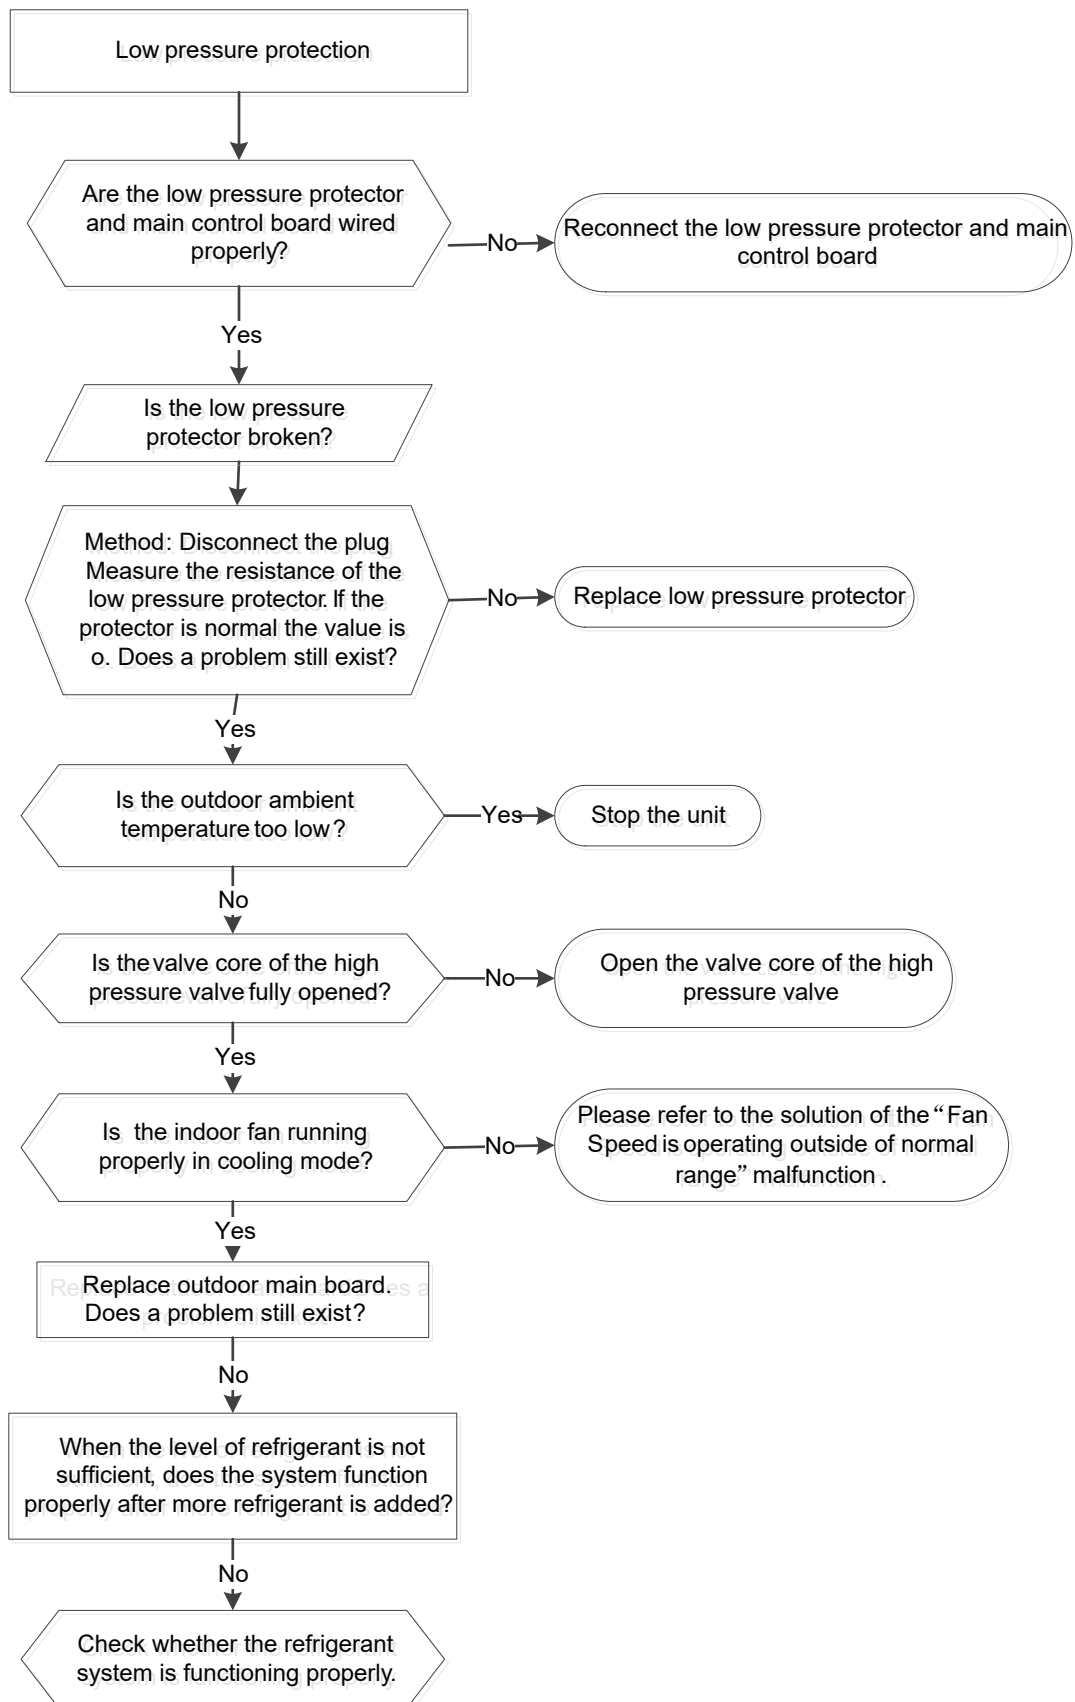 Low pressure protection
Are the low pressure protector
and main control board wired
properly?
No
Reconnect the low pressure protector and main
control board
Yes
Is the low pressure
protector broken?
Method: Disconnect the plug
Measure the resistance of the
low pressure protector. If the
protector is normal the value is
o. Does a problem still exist?
No
Replace low pressure protector
Yes
Is the outdoor ambient
temperature too low?
Yes
Stop the unit
No
Is the valve core of the high
pressure valve fully opened?
No
Open the valve core of the high
pressure valve
Yes
Is the indoor fan running
properly in cooling mode?
No
Please refer to the solution of the “Fan
Speed is operating outside of normal
range” malfunction .
Yes
Replace outdoor main board.
Does a problem still exist?
No
When the level of refrigerant is not
sufficient, does the system function
properly after more refrigerant is added?
No
Check whether the refrigerant
system is functioning properly.